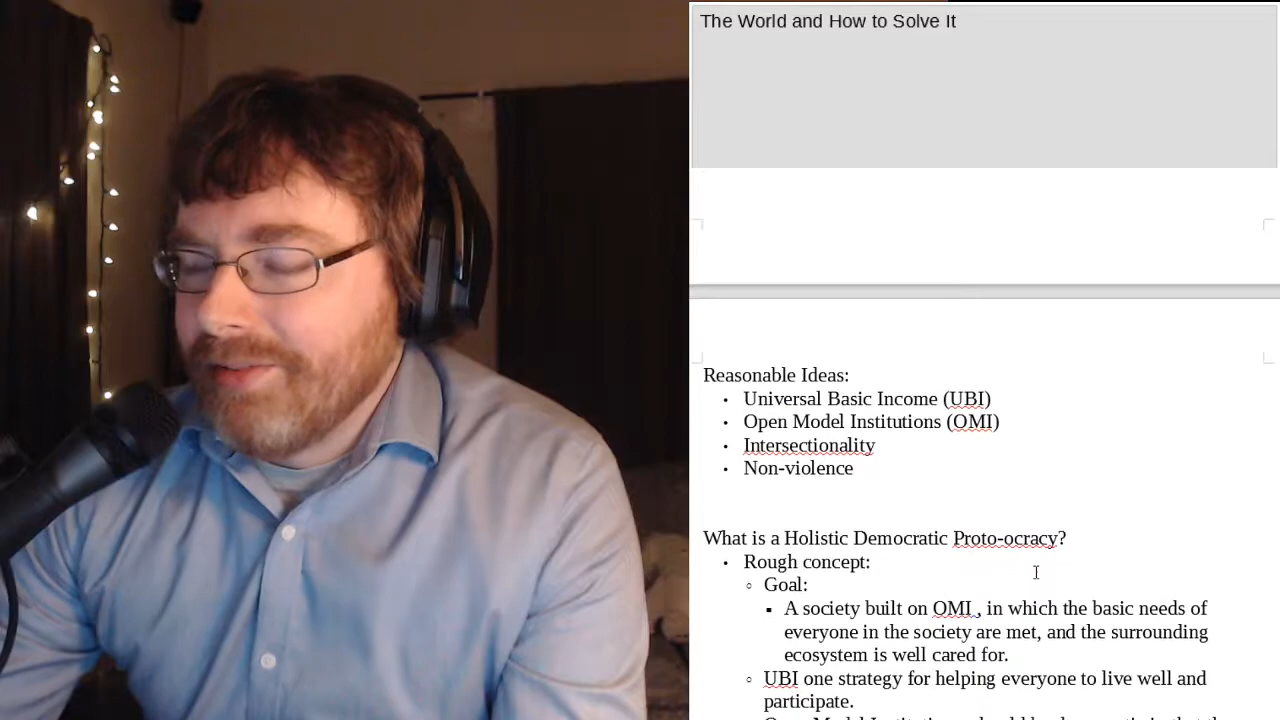 The World and How to Solve It
Reasonable Ideas:
• Universal Basic Income (UBI)
• Open Model Institutions (OMI)
• Intersectionality
• Non-violence
What is a Holistic Democratic Proto-ocracy?
• Rough concept:
◦ Goal:
▪ A society built on OMI , in which the basic needs of
everyone in the society are met, and the surrounding
ecosystem is well cared for.
◦ UBI one strategy for helping everyone to live well and
participate.